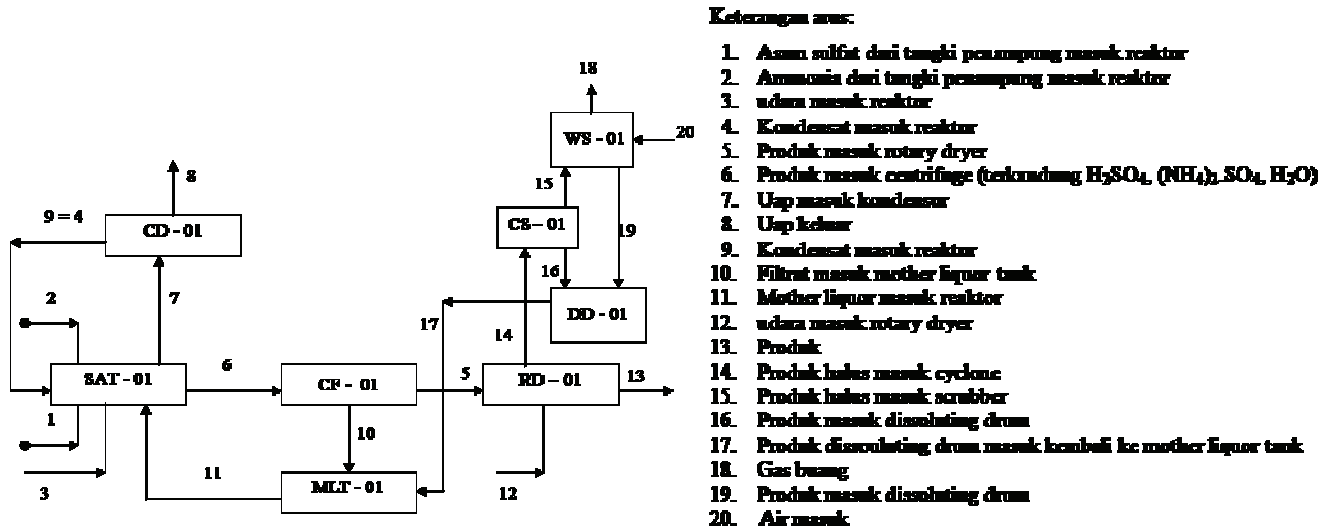 Keterangan arus:
1. Asam sulfat dari tangki penampung masuk reaktor
2. Ammonia dari tangki penampung masuk reaktor
3. udara masuk reaktor
4. Kondensat masuk reaktor
5. Produk masuk rotary dryer
6. Produk masuk centrifuge (terkandung H₂SO₄, (NH₄)₂ SO₄, H₂O)
7. Uap masuk kondensor
8. Uap keluar
9. Kondensat masuk reaktor
10. Filtrat masuk mother liquor tank
11. Mother liquor masuk reaktor
12. udara masuk rotary dryer
13. Produk
14. Produk halus masuk cyclone
15. Produk halus masuk scrubber
16. Produk masuk dissoluting drum
17. Produk dissouluting drum masuk kembali ke mother liquor tank
18. Gas buang
19. Produk masuk dissoluting drum
20. Air masuk
18
WS - 01
20
8
15
9 = 4
CD - 01
CS – 01
19
16
2
7
17
DD - 01
14
6
5
13
SAT - 01
CF - 01
RD – 01
1
10
11
3
MLT - 01
12